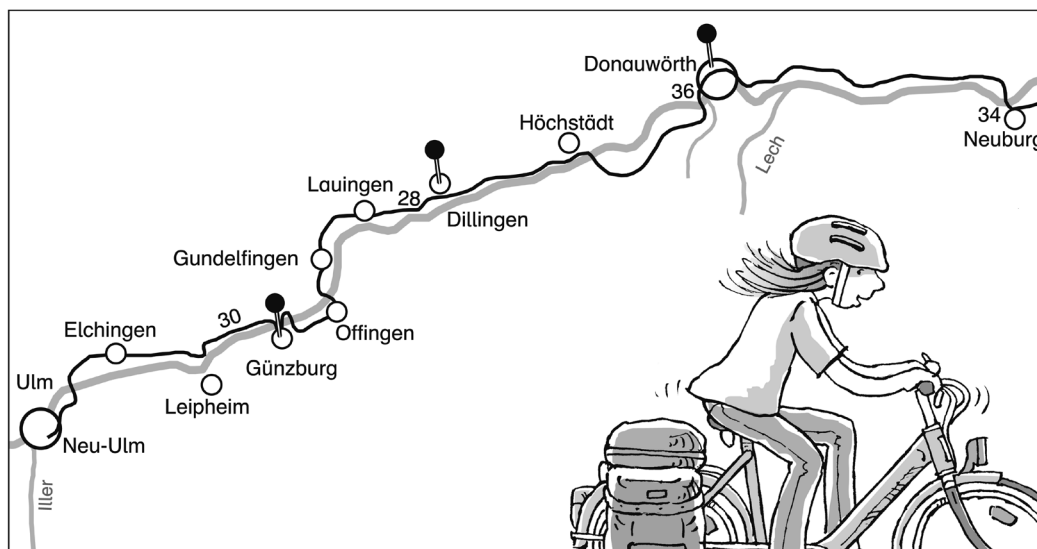 Donauwörth
36
34
Neuburg
Höchstädt
Lech
Lauingen
28
Dillingen
Gundelfingen
30
Offingen
Elchingen
Günzburg
Ulm
Leipheim
Neu-Ulm
Iller